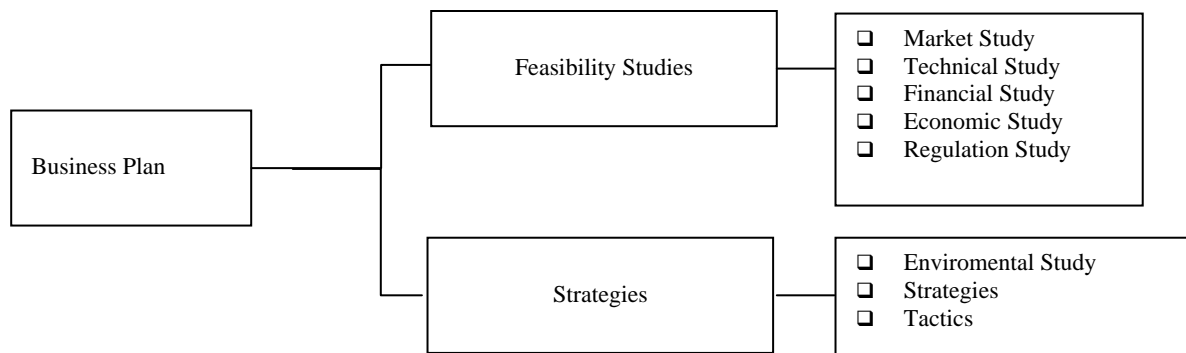 Business Plan
Feasibility Studies
Market Study
Technical Study
Financial Study
Economic Study
Regulation Study
Strategies
Enviromental Study
Strategies
Tactics